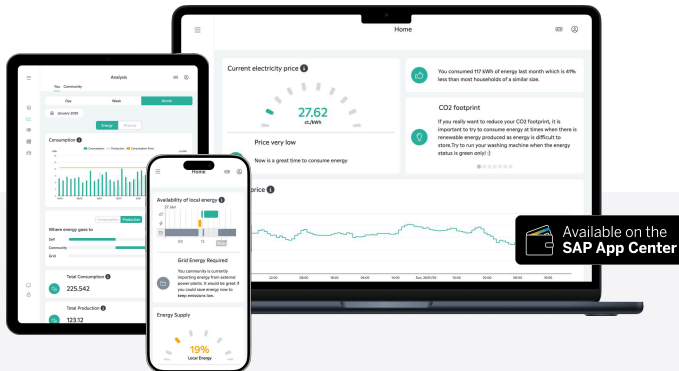 Home
Current electricity price
27.62
ct./kWh
Price very low
Now is a great time to consume energy
You consumed 117 kWh of energy last month which is 41%
less than most households of a similar size.
CO2 footprint
If you really want to reduce your CO2 footprint, it is
important to try to consume energy at times when there is
renewable energy produced as energy is difficult to
store.Try to run your washing machine when the energy
status is green only! :)
price
Analysis
You Community
Day Week Month
January 2025
Energy
Consumption
Consumption Production Consumption Price
Consumption Production
Where energy goes to
Self
Community
Grid
Total Consumption
225.542
Total Production
123.12
Home
Availability of local energy
27 Jan
Grid Energy Required
You community is currently
importing energy from external
power plants. It would be great if
you could save energy now to
keep emissions low.
Energy Supply
19%
Local Energy
Available on the
SAP App Center